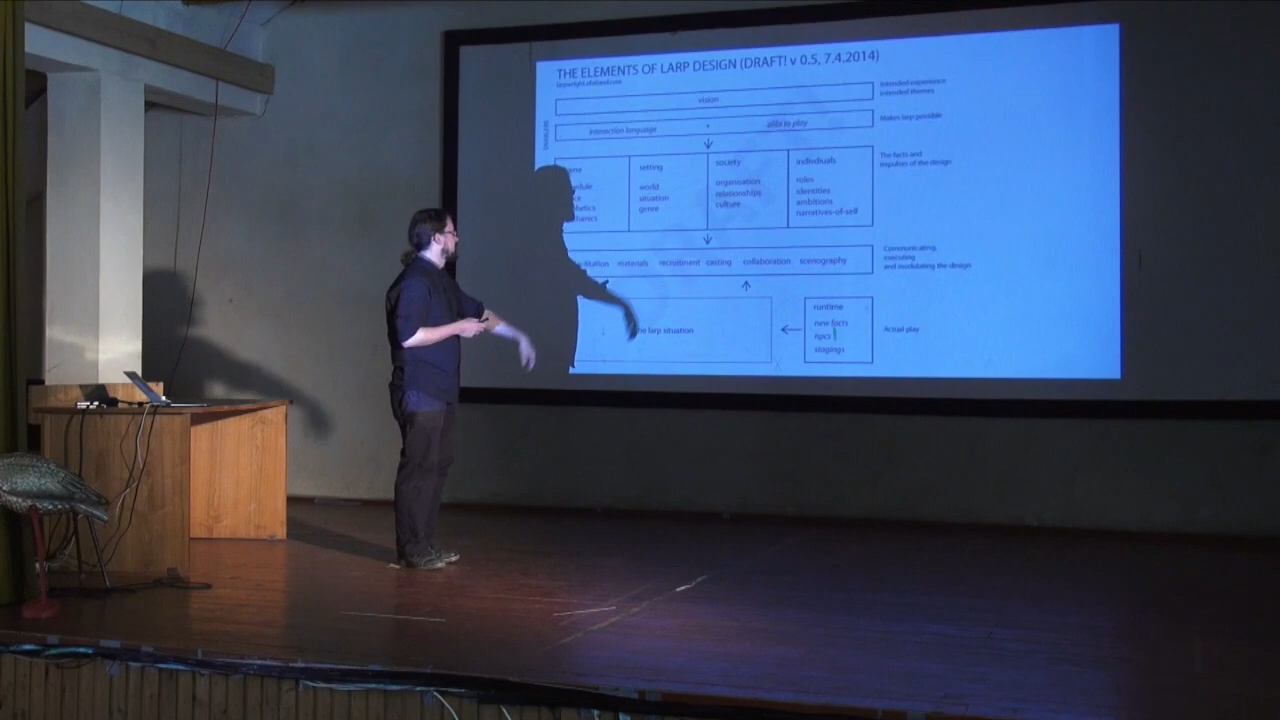 THE ELEMENTS OF LARP DESIGN (DRAFT! v 0.5, 7.4.2014)
vision
Intended experience
intended themes
interaction language
alibi to play
Makes larp possible
setting
world
situation
genre
society
organisation
relationships
culture
individuals
roles
identities
ambitions
narratives-of-self
The facts and
impulses of the design
materials recruitment casting collaboration scenography
Communicating,
executing
and modulating the design
larp situation
runtime
new facts
npcs
stagings
Actual play